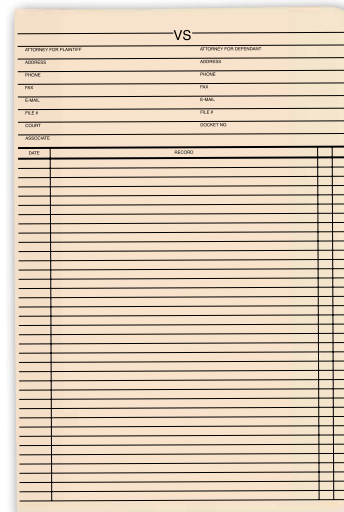 VS
ATTORNEY FOR PLAINTIFF ATTORNEY FOR DEFENDANT
ADDRESS ADDRESS
PHONE PHONE
FAX FAX
E-MAIL E-MAIL
FILE # FILE #
COURT DOCKET NO.
ASSOCIATE
DATE RECORD